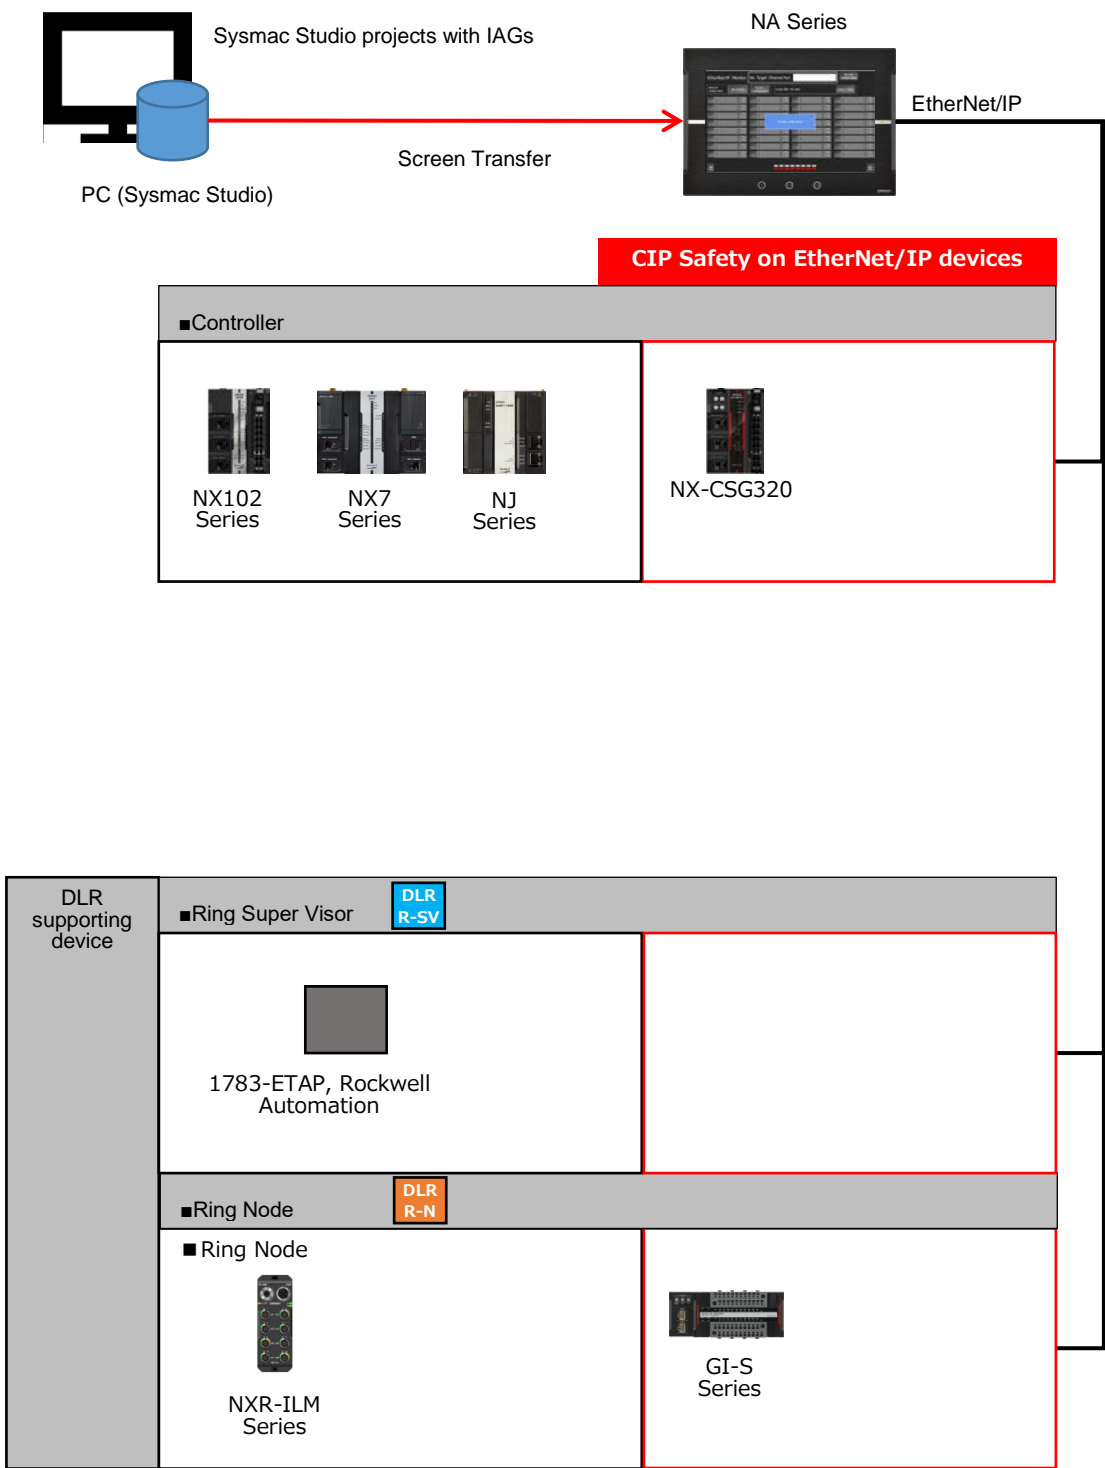 Sysmac Studio projects with IAGs
NA Series
EtherNet/IP
Screen Transfer
PC (Sysmac Studio)
CIP Safety on EtherNet/IP devices
■Controller
NX102
Series
NX7
Series
NJ
Series
NX-CSG320
DLR
supporting
device
■Ring Super Visor
DLR
R-SV
1783-ETAP, Rockwell
Automation
■Ring Node
DLR
R-N
■Ring Node
NXR-ILM
Series
GI-S
Series